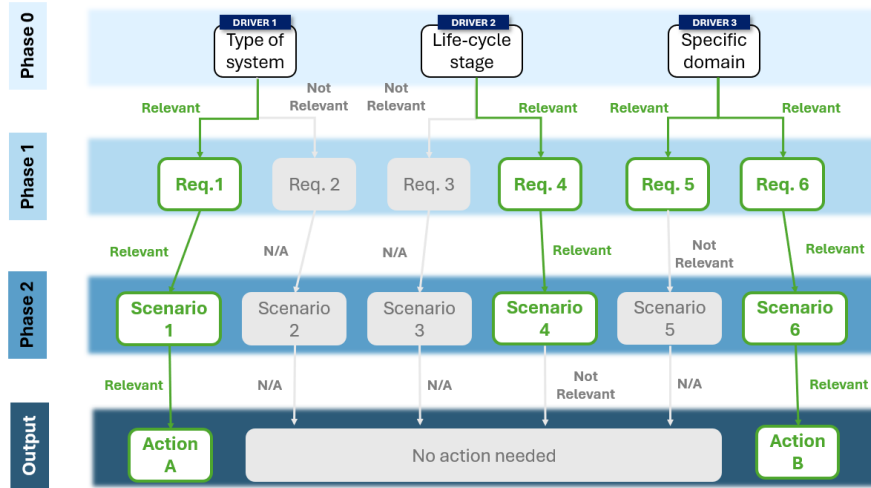 Phase 0
DRIVER 1
Type of
system
DRIVER 2
Life-cycle
stage
DRIVER 3
Specific
domain
Relevant
Not
Relevant
Not
Relevant
Relevant
Relevant
Relevant
Phase 1
Req.1
Req. 2
Req. 3
Req. 4
Req. 5
Req. 6
Relevant
N/A
N/A
Relevant
Not
Relevant
Relevant
Phase 2
Scenario
1
Scenario
2
Scenario
3
Scenario
4
Scenario
5
Scenario
6
Relevant
N/A
N/A
Not
Relevant
N/A
Relevant
Output
Action
A
No action needed
Action
B